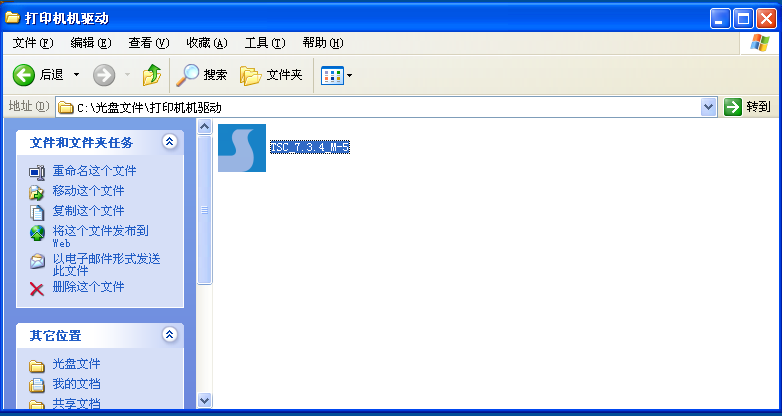 打印机机驱动
文件(F) 编辑(E) 查看(V) 收藏(A) 工具(T) 帮助(H)
后退 搜索 文件夹
地址(D) C:\光盘文件\打印机机驱动 转到
文件和文件夹任务
重命名这个文件
移动这个文件
复制这个文件
将这个文件发布到
Web
以电子邮件形式发送
此文件
删除这个文件
其它位置
光盘文件
我的文档
共享文档
TSC_7.3.4_M-5